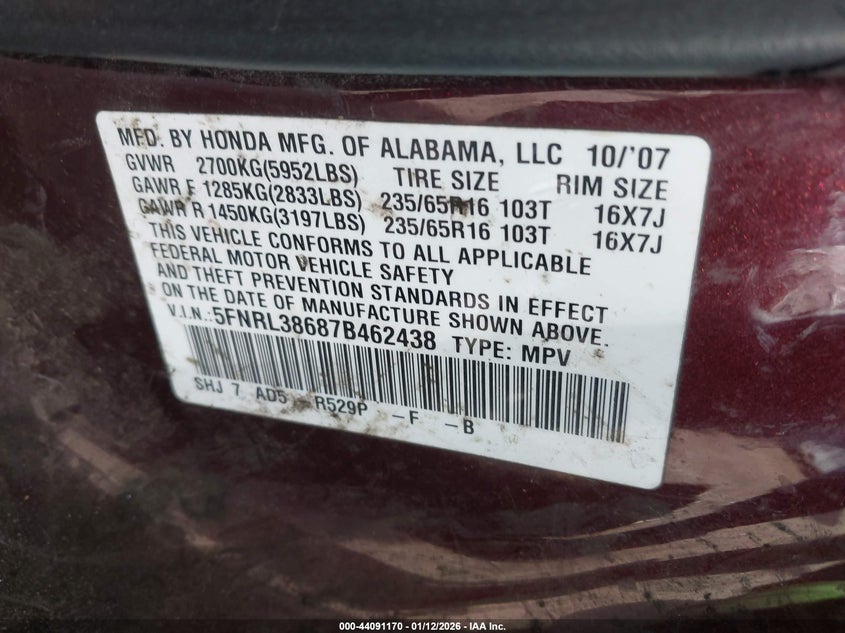 MFD. BY HONDA MFG. OF ALABAMA, LLC 10/'07
GVWR 2700KG(5952LBS) TIRE SIZE RIM SIZE
GAWR F 1285KG(2833LBS) 235/65R16 103T 16X7J
GAWR R 1450KG(3197LBS) 235/65R16 103T 16X7J
THIS VEHICLE CONFORMS TO ALL APPLICABLE
FEDERAL MOTOR VEHICLE SAFETY
AND THEFT PREVENTION STANDARDS IN EFFECT
ON THE DATE OF MANUFACTURE SHOWN ABOVE.
V.I.N.: 5FNRL38687B462438 TYPE: MPV
SHJ 7 AD5 R529P -F -B
000-44091170 - 01/12/2026 - IAA Inc.